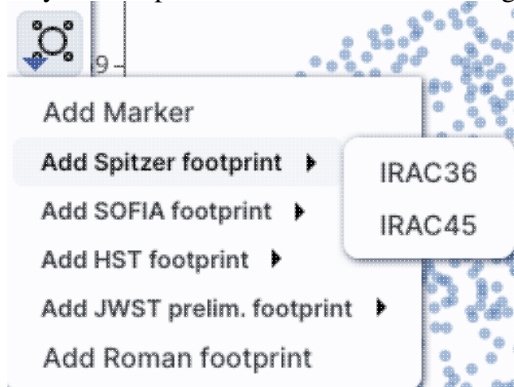 9
Add Marker
Add Spitzer footprint
IRAC36
Add SOFIA footprint
IRAC45
Add HST footprint
Add JWST prelim. footprint
Add Roman footprint